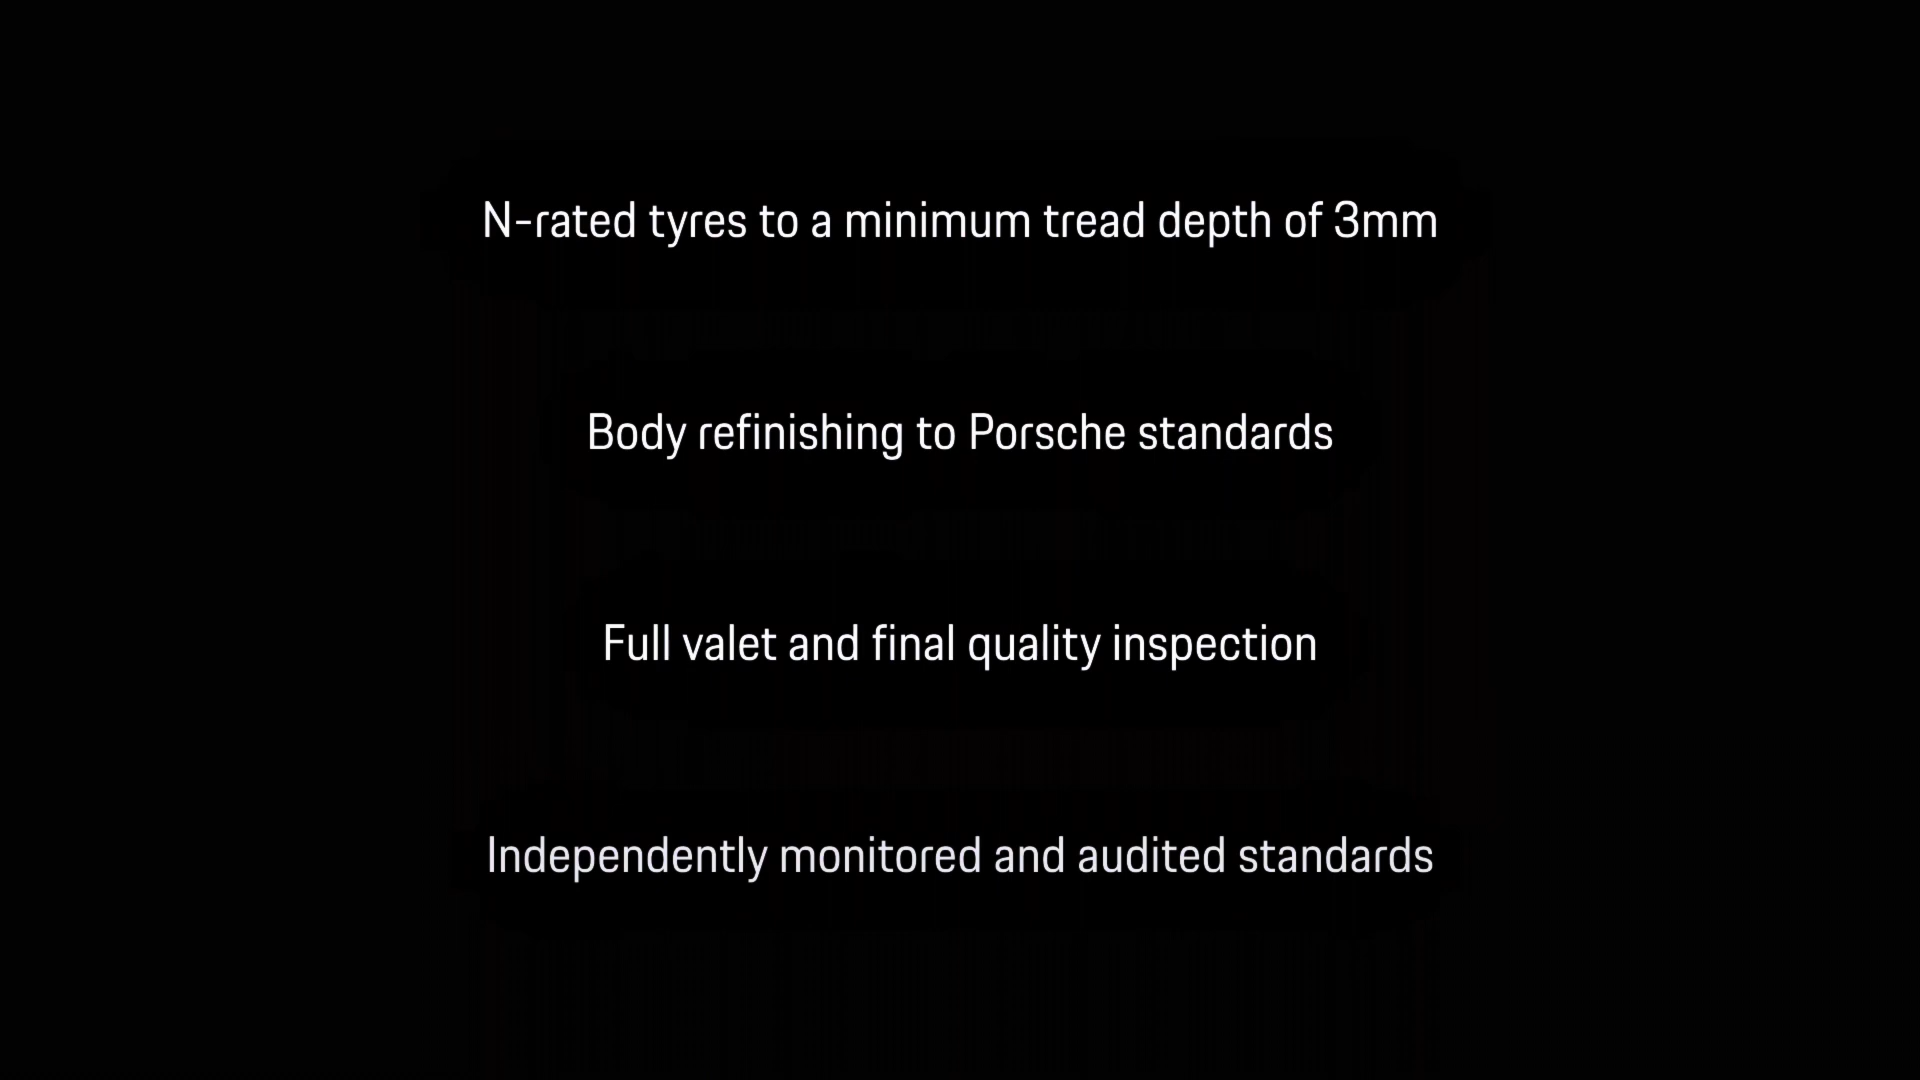 N-rated tyres to a minimum tread depth of 3mm
Body refinishing to Porsche standards
Full valet and final quality inspection
Independently monitored and audited standards